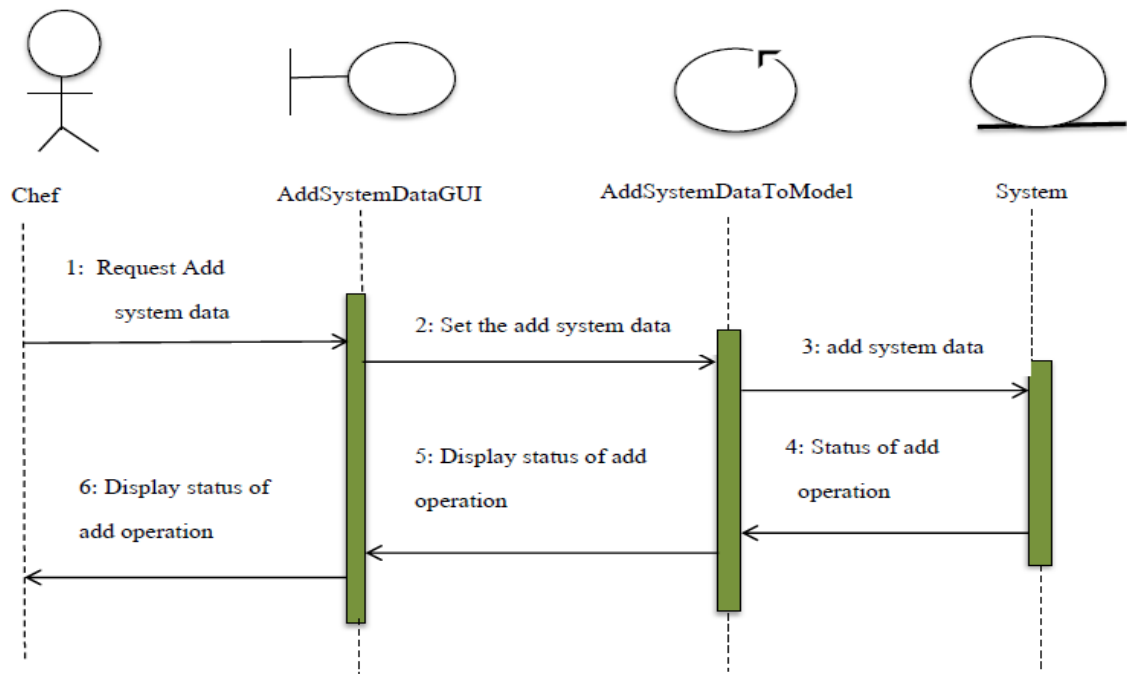 Chef
AddSystemDataGUI
AddSystemDataToModel
System
1: Request Add
system data
2: Set the add system data
3: add system data
4: Status of add
operation
5: Display status of add
operation
6: Display status of
add operation